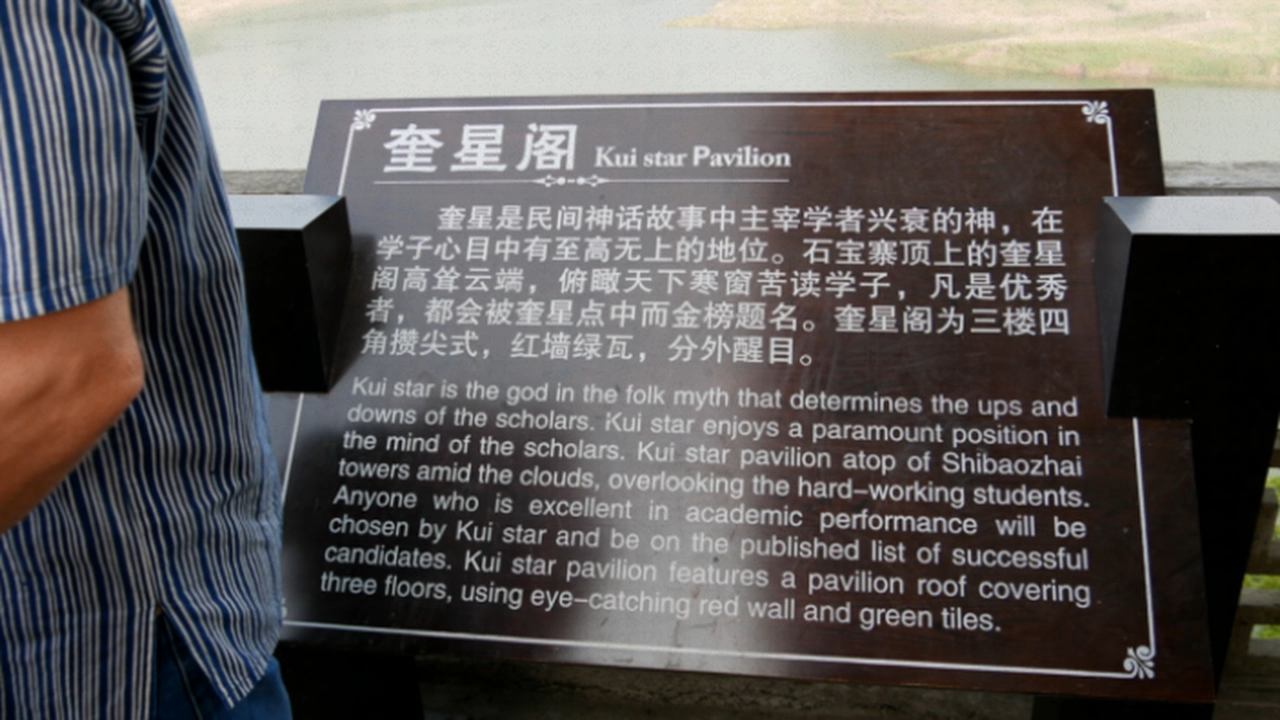 奎星阁 Kui star Pavilion
奎星是民间神话故事中主宰学者兴衰的神，在
学子心目中有至高无上的地位。石宝寨顶上的奎星
阁高耸云端，俯瞰天下寒窗苦读学子，凡是优秀
者，都会被奎星点中而金榜题名。奎星阁为三楼四
角攒尖式，红墙绿瓦，分外醒目。
Kui star is the god in the folk myth that determines the ups and
downs of the scholars. Kui star enjoys a paramount position in
the mind of the scholars. Kui star pavilion atop of Shibaozhai
towers amid the clouds, overlooking the hard–working students.
Anyone who is excellent in academic performance will be
chosen by Kui star and be on the published list of successful
candidates. Kui star pavilion features a pavilion roof covering
three floors, using eye–catching red wall and green tiles.